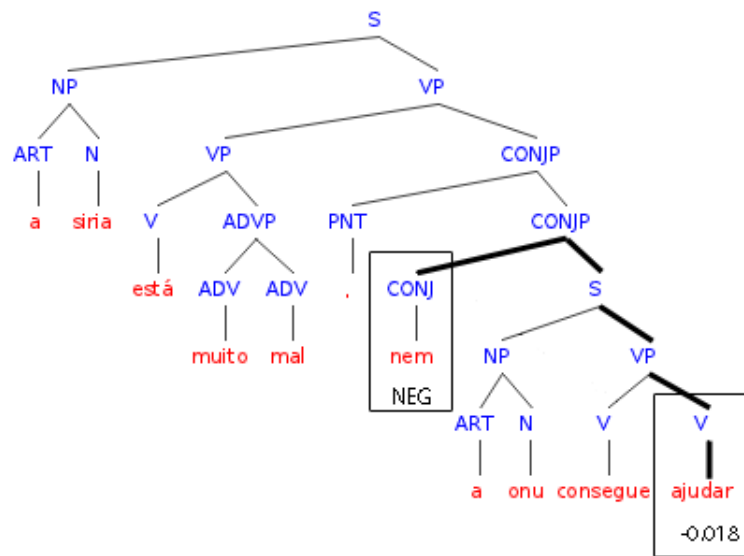 S
NP VP
ART N VP CONJP
a siria V ADVP PNT CONJP
está ADV ADV . CONJ S
muito mal nem NP VP
NEG
ART N V V
a onu consegue ajudar
-0.018